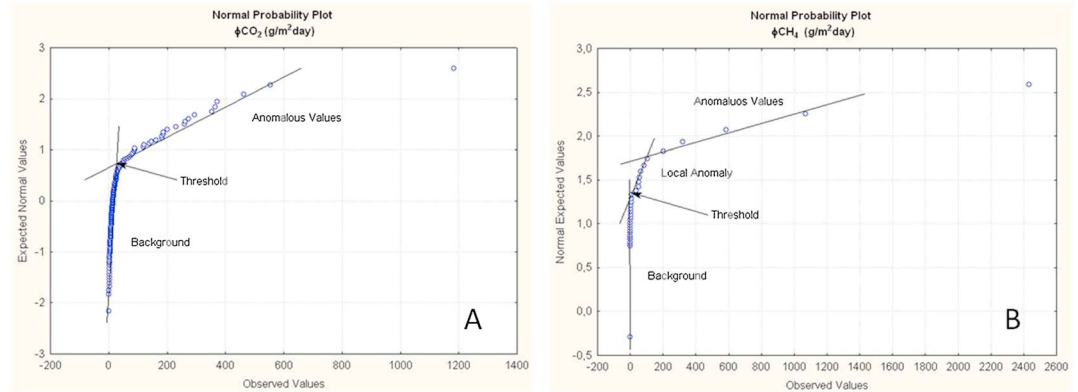 Normal Probability Plot
ϕCO₂ (g/m²day)
3
2
1
0
-1
-2
-3
Expected Normal Values
Anomalous Values
Threshold
Background
A
-200 0 200 400 600 800 1000 1200 1400
Observed Values
Normal Probability Plot
ϕCH₄ (g/m²day)
3,0
2,5
2,0
1,5
1,0
0,5
0,0
-0,5
Normal Expected Values
Anomaluos Values
Local Anomaly
Threshold
Background
B
-200 0 200 400 600 800 1000 1200 1400 1600 1800 2000 2200 2400 2600
Observed Values